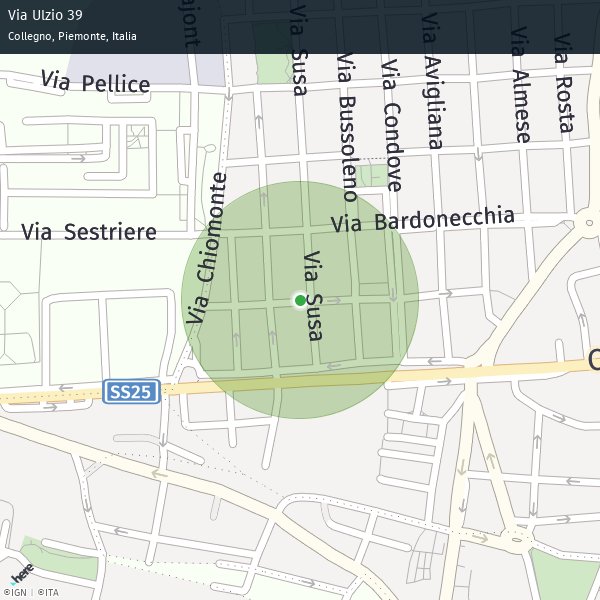 Via Ulzio 39
Collegno, Piemonte, Italia
Via Susa
Via Pellice
Via Bussoleno
Via Condove
Via Avigliana
Via Almese
Via Rosta
Via Chiomonte
Via Sestriere
Via Bardonecchia
Via Susa
SS25
here
©IGN | ©ITA